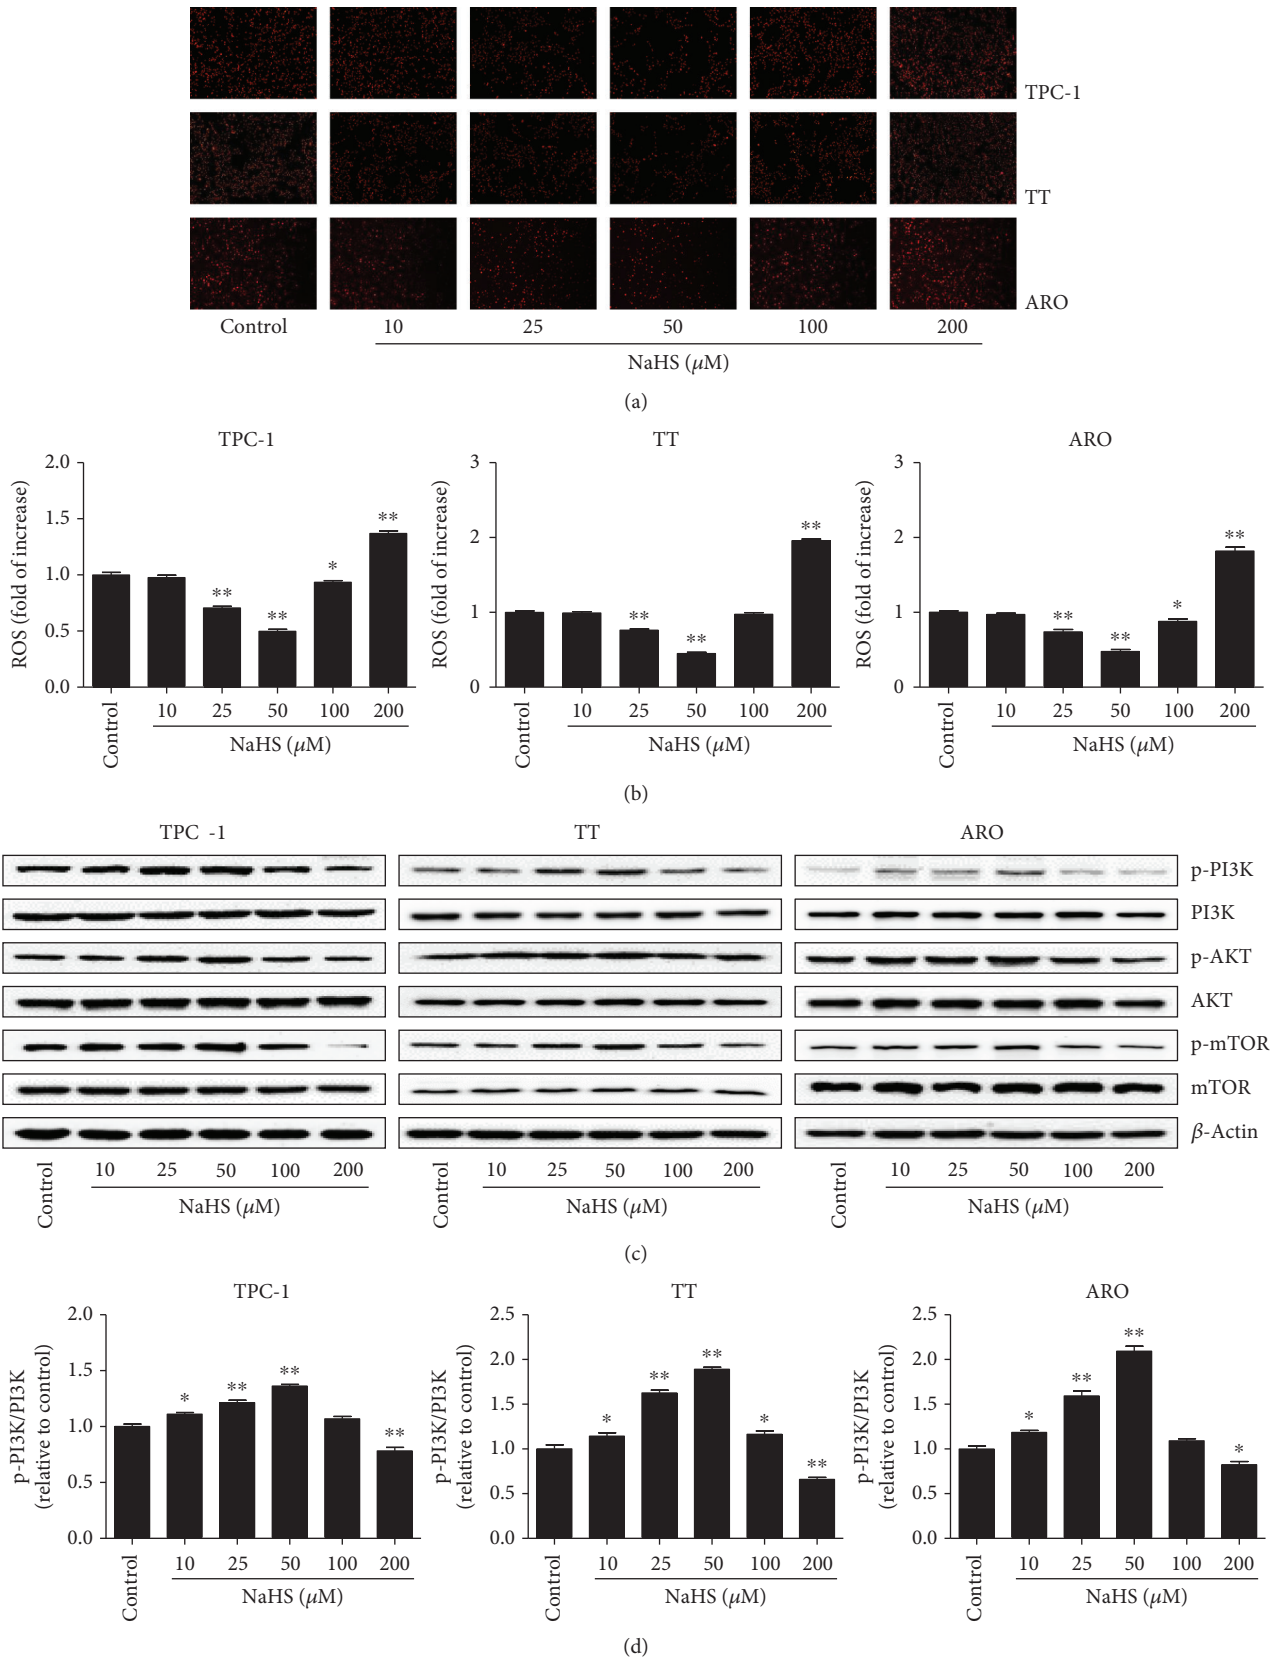 TPC-1
TT
ARO
Control 10 25 50 100 200
NaHS (μM)
(a)
TPC-1 TT ARO
ROS (fold of increase)
2.0
1.5
1.0
0.5
0.0
** ** * **
Control 10 25 50 100 200
NaHS (μM)
ROS (fold of increase)
3
2
1
0
** ** **
Control 10 25 50 100 200
NaHS (μM)
ROS (fold of increase)
3
2
1
0
** ** * **
Control 10 25 50 100 200
NaHS (μM)
(b)
TPC -1 TT ARO
p-PI3K
PI3K
p-AKT
AKT
p-mTOR
mTOR
β-Actin
Control 10 25 50 100 200
NaHS (μM)
Control 10 25 50 100 200
NaHS (μM)
Control 10 25 50 100 200
NaHS (μM)
(c)
TPC-1 TT ARO
p-PI3K/PI3K
(relative to control)
2.0
1.5
1.0
0.5
0.0
* ** ** **
Control 10 25 50 100 200
NaHS (μM)
p-PI3K/PI3K
(relative to control)
2.5
2.0
1.5
1.0
0.5
0.0
* ** ** * **
Control 10 25 50 100 200
NaHS (μM)
p-PI3K/PI3K
(relative to control)
2.5
2.0
1.5
1.0
0.5
0.0
* ** ** *
Control 10 25 50 100 200
NaHS (μM)
(d)